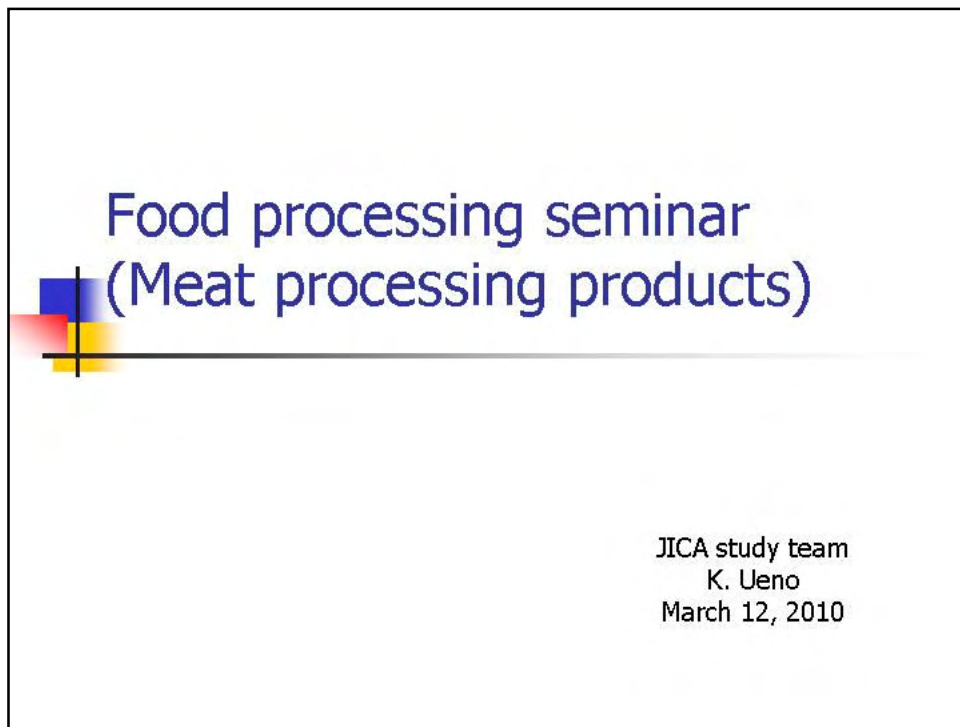 Food processing seminar
(Meat processing products)
JICA study team
K. Ueno
March 12, 2010